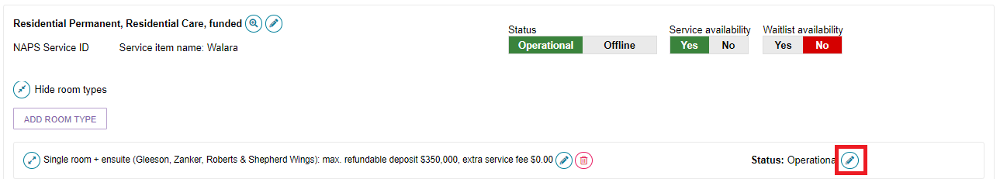 Residential Permanent, Residential Care, funded
NAPS Service ID Service item name: Walara
Status
Operational Offline
Service availability
Yes No
Waitlist availability
Yes No
Hide room types
ADD ROOM TYPE
Single room + ensuite (Gleeson, Zanker, Roberts & Shepherd Wings): max. refundable deposit $350,000, extra service fee $0.00
Status: Operationa